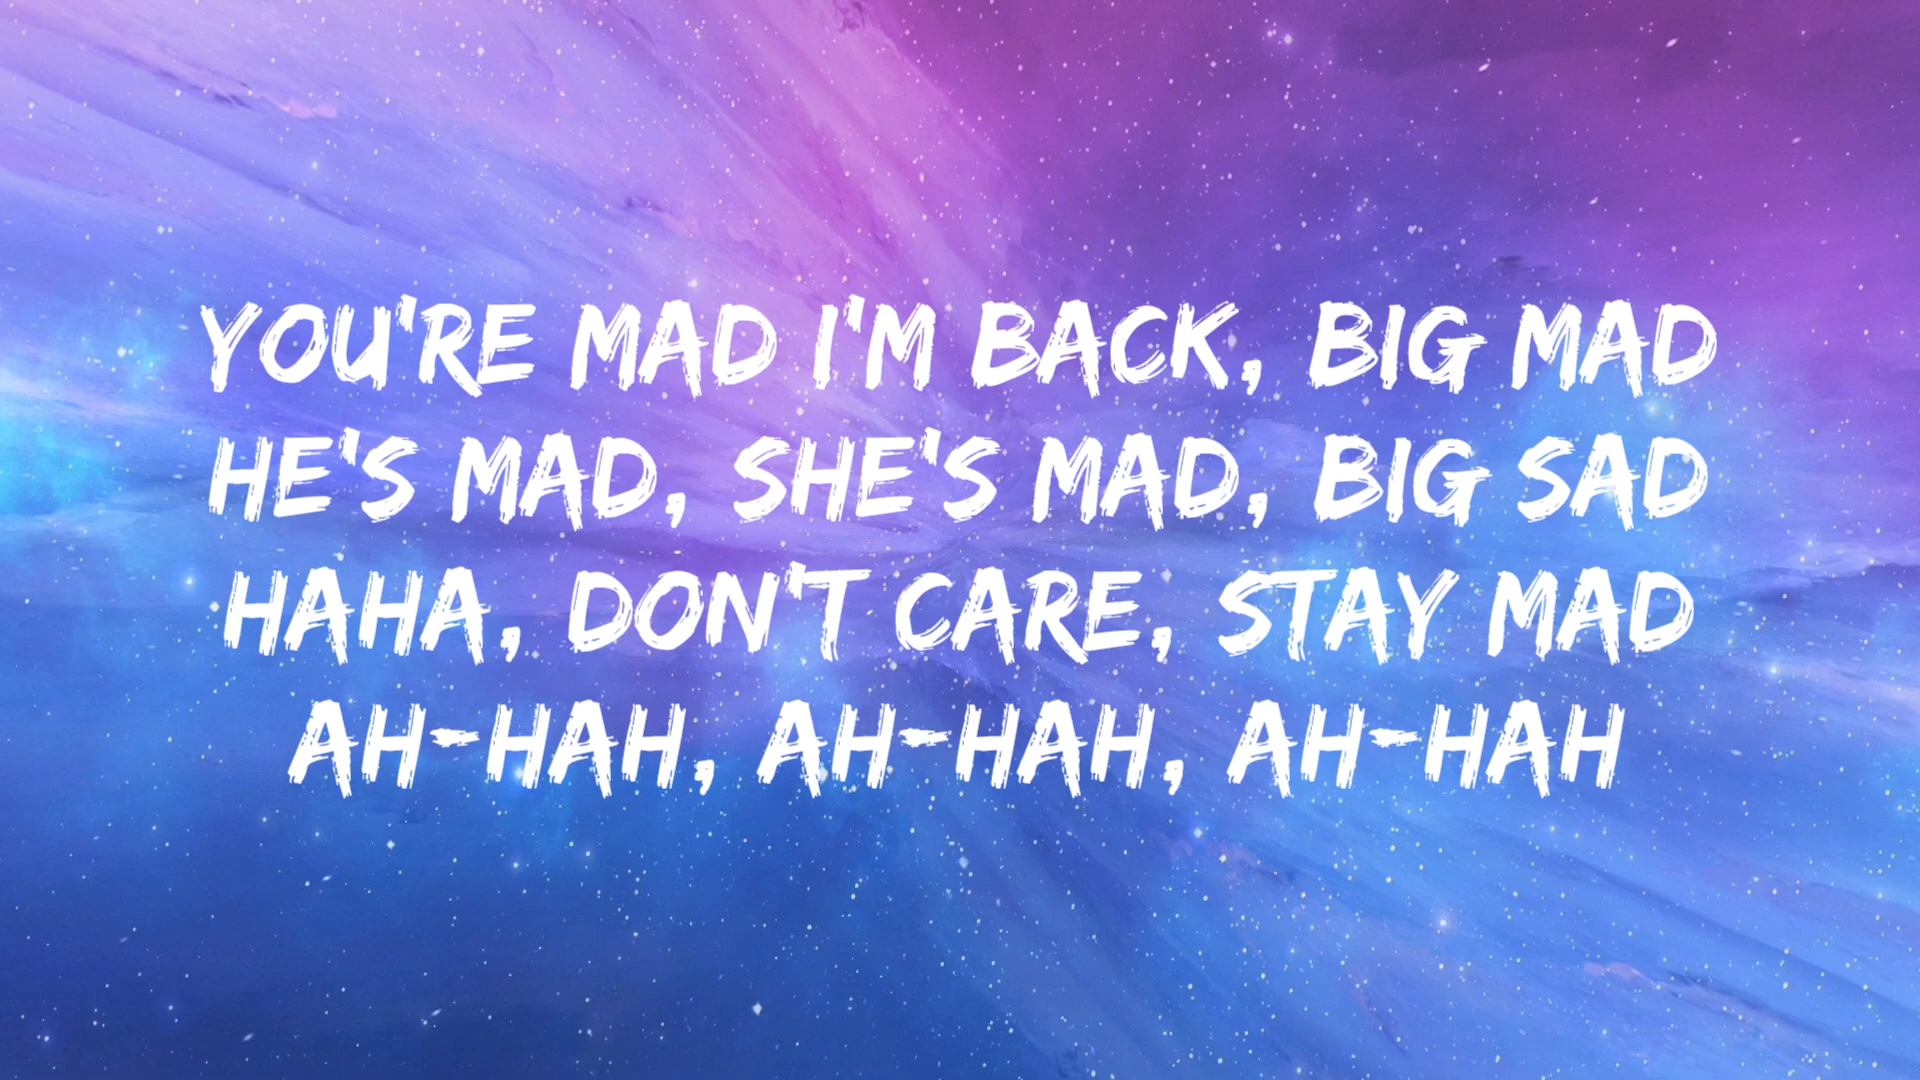 YOU'RE MAD I'M BACK, BIG MAD
HE'S MAD, SHE'S MAD, BIG SAD
HAHA, DON'T CARE, STAY MAD
AH-HAH, AH-HAH, AH-HAH